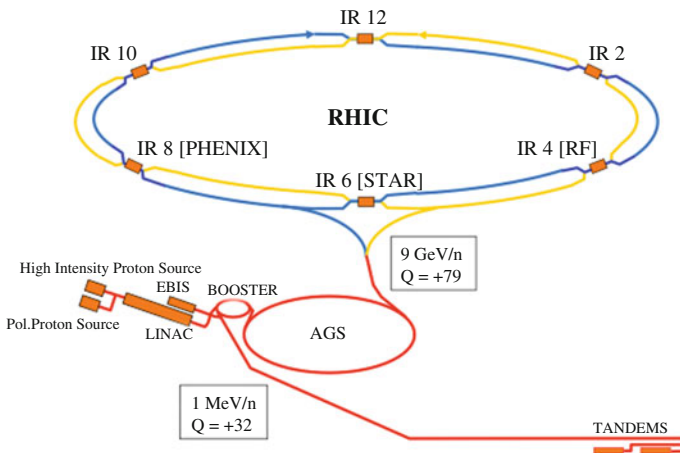 IR 12
IR 10
IR 2
RHIC
IR 8 [PHENIX]
IR 4 [RF]
IR 6 [STAR]
9 GeV/n
Q = +79
High Intensity Proton Source
EBIS
BOOSTER
Pol.Proton Source
LINAC
AGS
1 MeV/n
Q = +32
TANDEMS